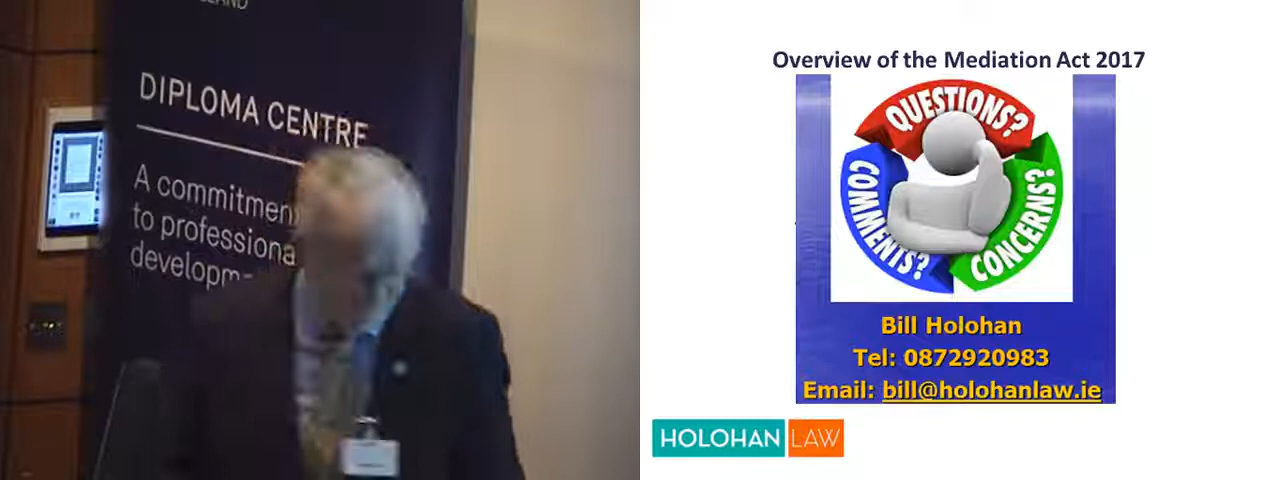 DIPLOMA CENTRE
A commitmen
to professiona
developm
Overview of the Mediation Act 2017
QUESTIONS?
COMMENTS?
CONCERNS?
Bill Holohan
Tel: 0872920983
Email: bill@holohanlaw.ie
HOLOHAN LAW